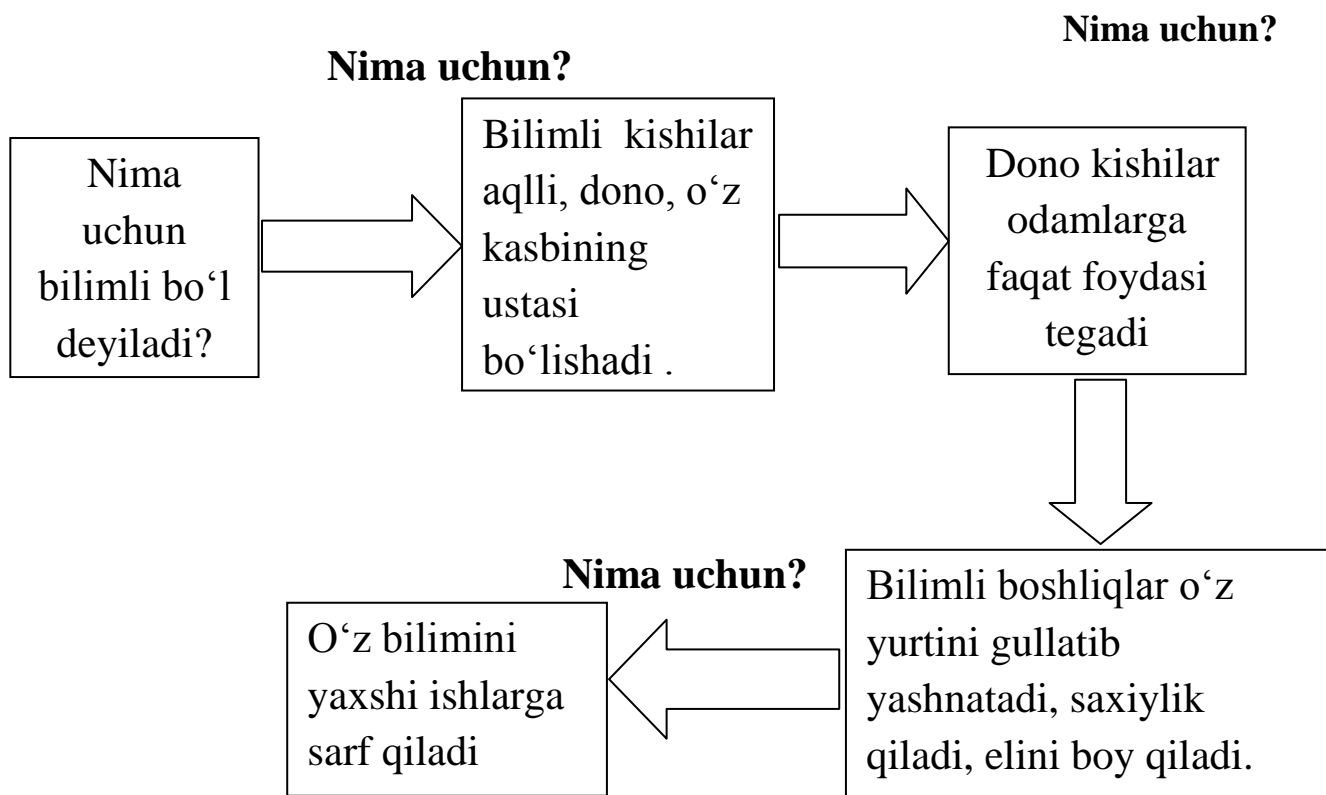 Nima uchun?
Nima uchun?
Nima
uchun
bilimli bo‘l
deyiladi?
Bilimli kishilar
aqlli, dono, o‘z
kasbining
ustasi
bo‘lishadi .
Dono kishilar
odamlarga
faqat foydasi
tegadi
Bilimli boshliqlar o‘z
yurtini gullatib
yashnatadi, saxiylik
qiladi, elini boy qiladi.
Nima uchun?
O‘z bilimini
yaxshi ishlarga
sarf qiladi